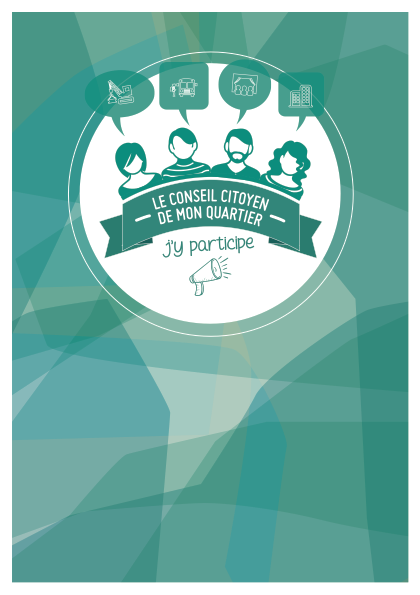 LE CONSEIL CITOYEN
DE MON QUARTIER
j'y participe